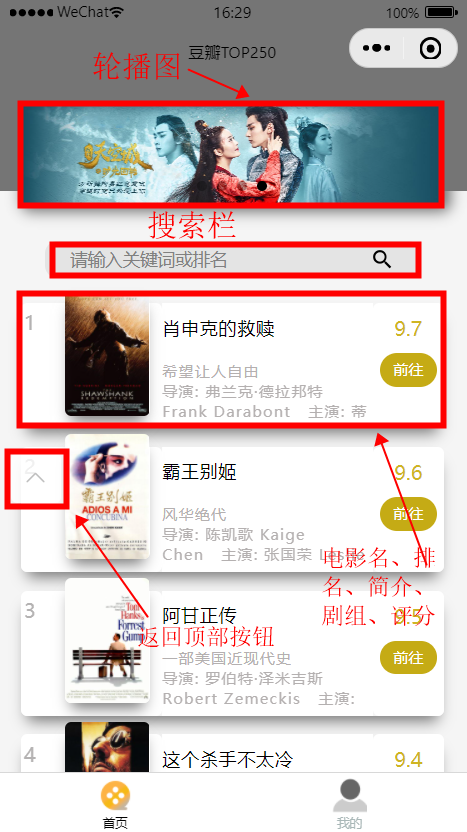 WeChat 16:29 100%
豆瓣TOP250
轮播图
搜索栏
请输入关键词或排名
1
肖申克的救赎
9.7
希望让人自由
前往
导演: 弗兰克·德拉邦特
Frank Darabont 主演: 蒂
THE SHAWSHANK REDEMPTION
2
霸王别姬
9.6
风华绝代
前往
导演: 陈凯歌 Kaige
Chen 主演: 张国荣
霸王别姬
ADIOS A MI
CONCUBINA
电影名、排
名、简介、
剧组、评分
返回顶部按钮
3
阿甘正传
9.5
一部美国近现代史
前往
导演: 罗伯特·泽米吉斯
Robert Zemeckis 主演:
Tom Hanks is
Forrest Gump
4
这个杀手不太冷
9.4
首页
我的